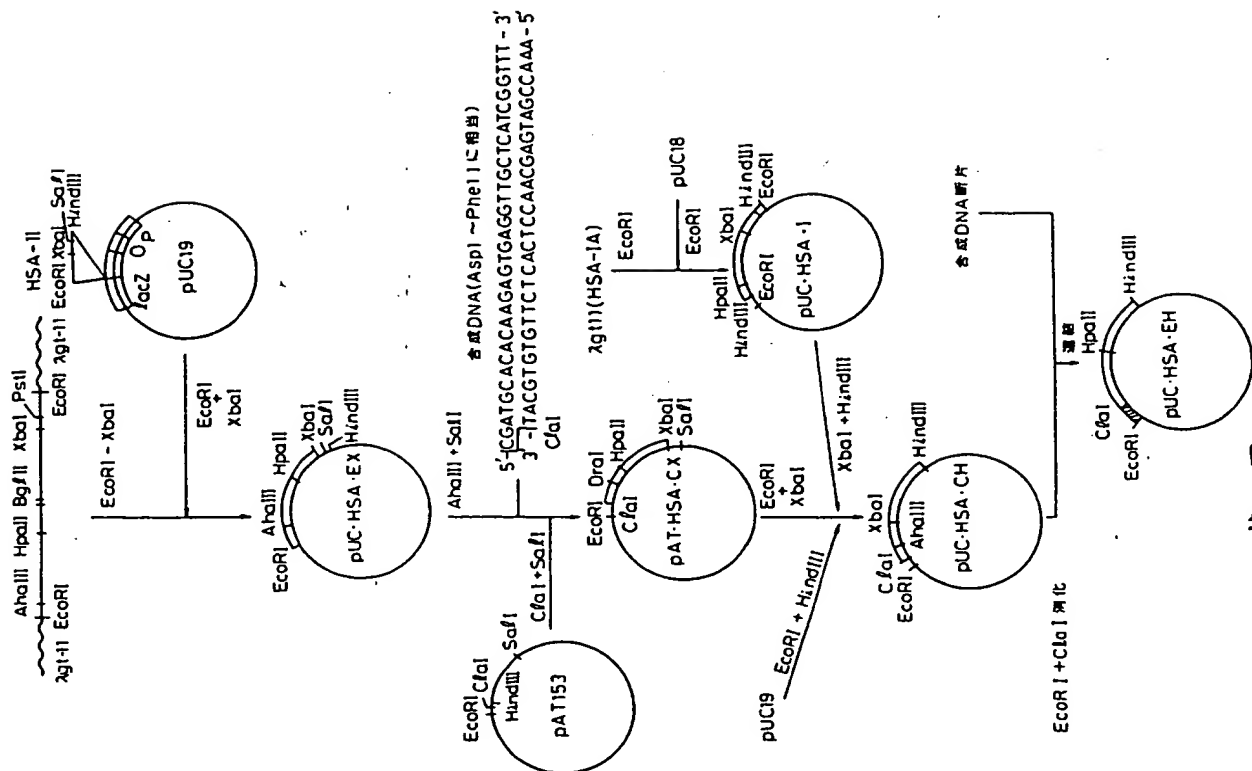 HSA-II
λgt-11 EcoRI AhaIII HpaII BglII XbaI PstI EcoRI λgt-11
EcoRI XbaI SalI HindIII
lacZ O P
pUC19
EcoRI - XbaI
EcoRI + XbaI
EcoRI AhaIII HpaII XbaI SalI HindIII
pUC·HSA·EX
AhaIII + SalI
合成DNA(Asp1 ~Phe11に相当)
5'-CGATGCACACAAGAGTGAGGTTGCTCATCGGTTT-3'
3'-TACGTGTGTTCTCACTCCAACGAGTAGCCAAA-5'
ClaI
EcoRI ClaI HindIII SalI
pAT153
ClaI + SalI
EcoRI DraI HpaII ClaI XbaI SalI
pAT·HSA·CX
λgt11(HSA-IA)
EcoRI
pUC18
EcoRI
HindIII HpaII EcoRI XbaI HindIII EcoRI
pUC·HSA·I
EcoRI + XbaI
XbaI + HindIII
pUC19
EcoRI + HindIII
EcoRI ClaI XbaI AhaIII HindIII
pUC·HSA·CH
EcoRI + ClaI 消化
合成DNA断片
連結
EcoRI ClaI HpaII HindIII
pUC·HSA·EH